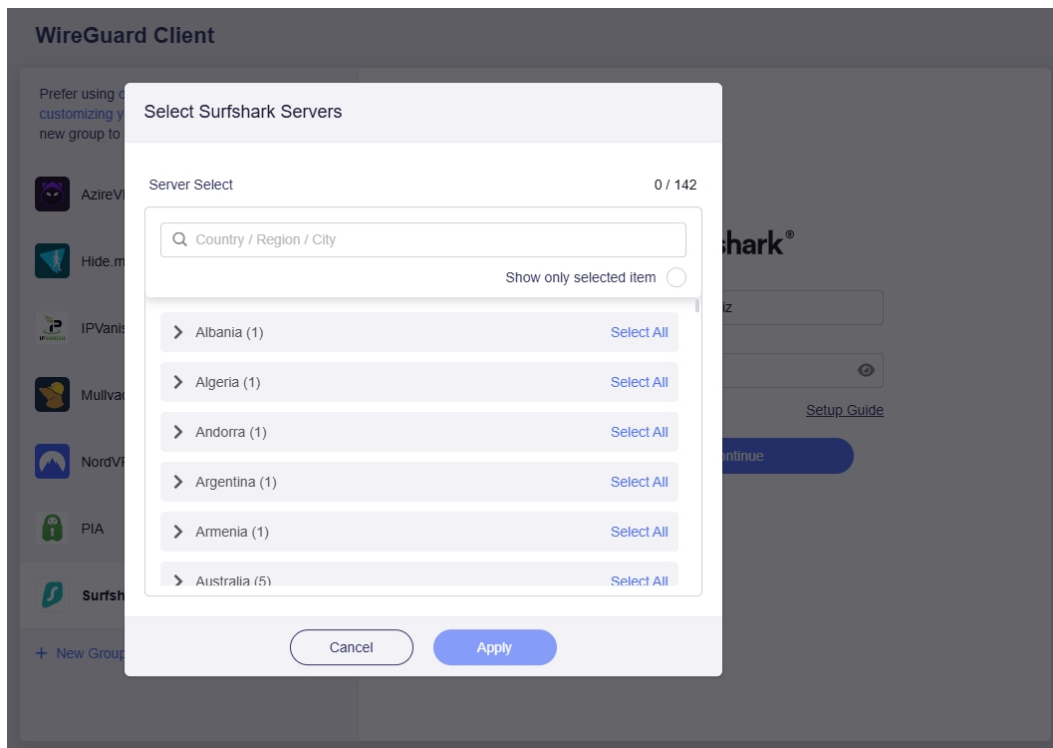 WireGuard Client
Prefer using
customizing y
new group to
AzireV
Hide.m
IPVanis
Mullvad
NordVP
PIA
Surfsh
+ New Group
Select Surfshark Servers
Server Select
0 / 142
Country / Region / City
Show only selected item
Albania (1) Select All
Algeria (1) Select All
Andorra (1) Select All
Argentina (1) Select All
Armenia (1) Select All
Australia (5) Select All
Cancel
Apply
shark®
iz
Setup Guide
ontinue